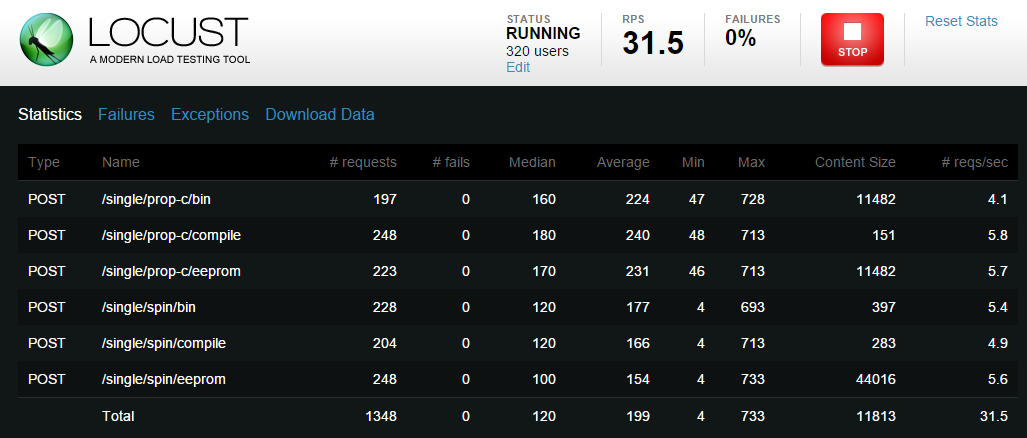 LOCUST
A MODERN LOAD TESTING TOOL
STATUS
RUNNING
320 users
Edit
RPS
31.5
FAILURES
0%
STOP
Reset Stats
Statistics Failures Exceptions Download Data
Type Name # requests # fails Median Average Min Max Content Size # reqs/sec
POST /single/prop-c/bin 197 0 160 224 47 728 11482 4.1
POST /single/prop-c/compile 248 0 180 240 48 713 151 5.8
POST /single/prop-c/eeprom 223 0 170 231 46 713 11482 5.7
POST /single/spin/bin 228 0 120 177 4 693 397 5.4
POST /single/spin/compile 204 0 120 166 4 713 283 4.9
POST /single/spin/eeprom 248 0 100 154 4 733 44016 5.6
Total 1348 0 120 199 4 733 11813 31.5